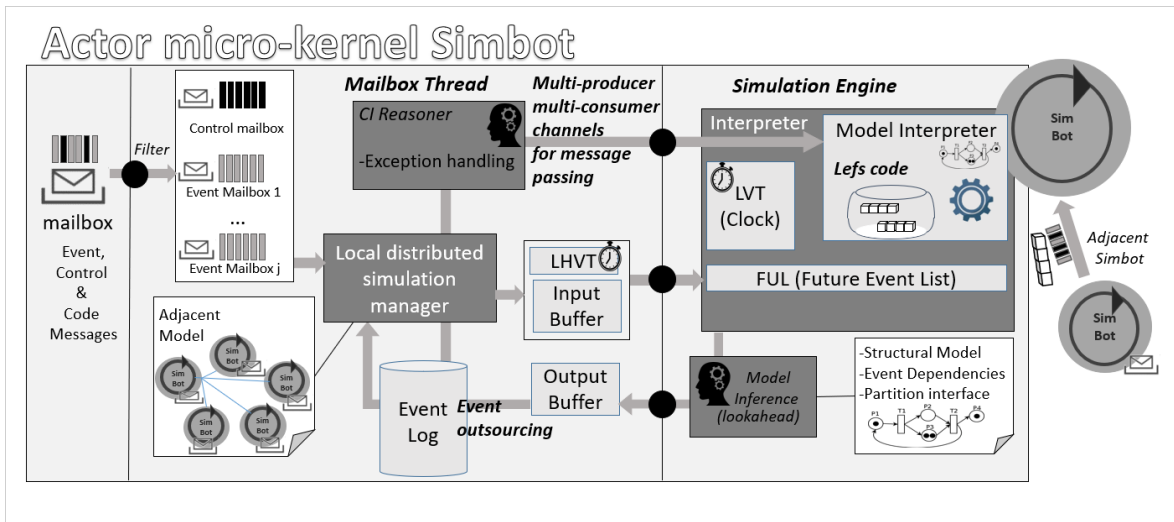 Actor micro-kernel Simbot
mailbox
Event,
Control
&
Code
Messages
Filter
Control mailbox
Event Mailbox 1
...
Event Mailbox j
Mailbox Thread
CI Reasoner
-Exception handling
Multi-producer
multi-consumer
channels
for message
passing
Local distributed
simulation
manager
LHVT
Input
Buffer
Adjacent
Model
Sim
Bot
Sim
Bot
Sim
Bot
Sim
Bot
Sim
Bot
Event
Log
Event
outsourcing
Output
Buffer
Simulation Engine
Interpreter
Model Interpreter
Lefs code
LVT
(Clock)
FUL (Future Event List)
Model
Inference
(lookahead)
-Structural Model
-Event Dependencies
-Partition interface
P1
T1
P2
T2
P4
P3
Sim
Bot
Adjacent
Simbot
Sim
Bot